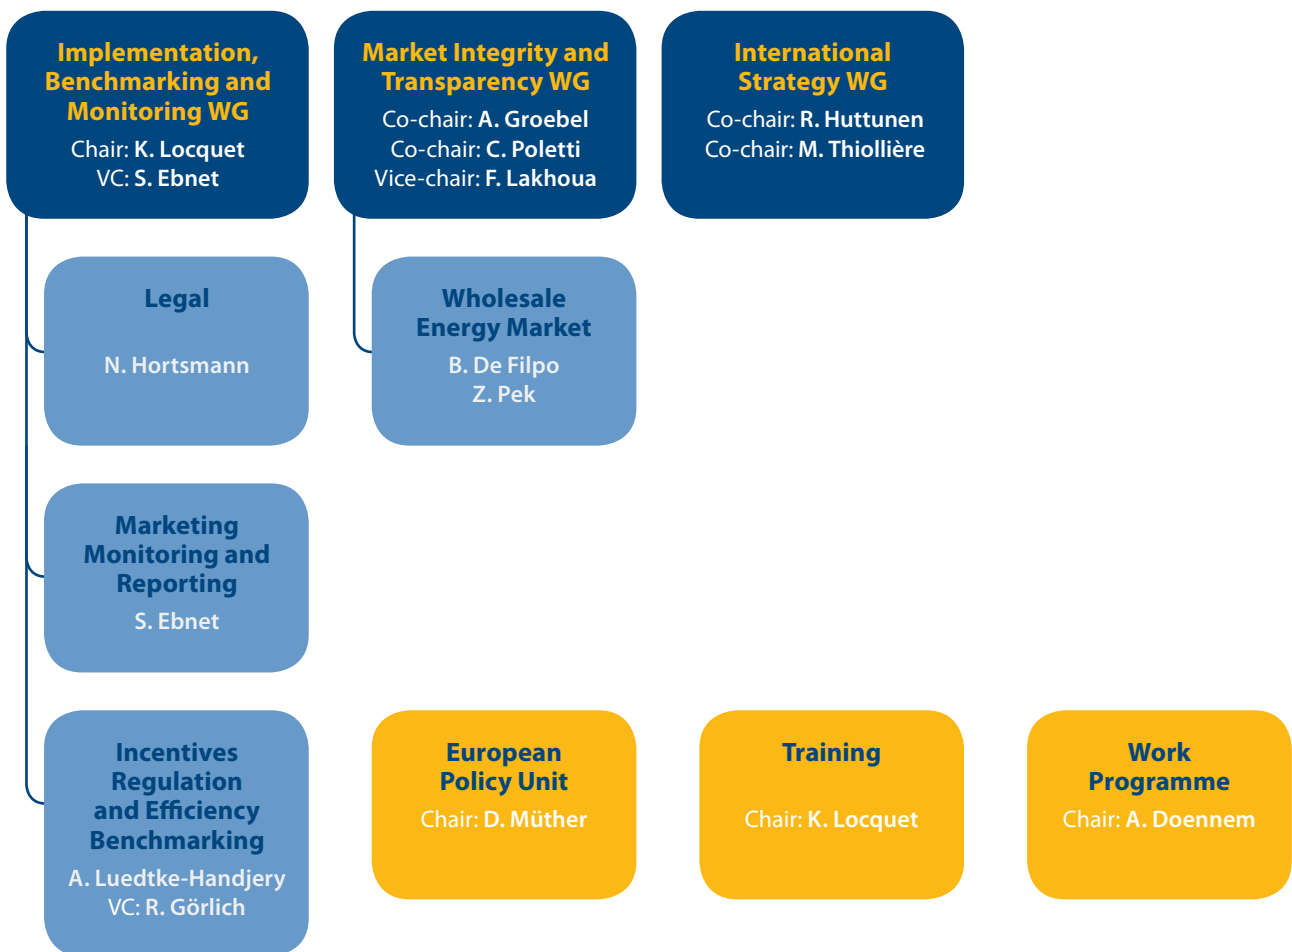 Implementation,
Benchmarking and
Monitoring WG
Chair: K. Locquet
VC: S. Ebnet
Market Integrity and
Transparency WG
Co-chair: A. Groebel
Co-chair: C. Poletti
Vice-chair: F. Lakhoua
International
Strategy WG
Co-chair: R. Huttunen
Co-chair: M. Thiollière
Legal
N. Hortsmann
Wholesale
Energy Market
B. De Filpo
Z. Pek
Marketing
Monitoring and
Reporting
S. Ebnet
Incentives
Regulation
and Efficiency
Benchmarking
A. Luedtke-Handjery
VC: R. Görlich
European
Policy Unit
Chair: D. Müther
Training
Chair: K. Locquet
Work
Programme
Chair: A. Doennem